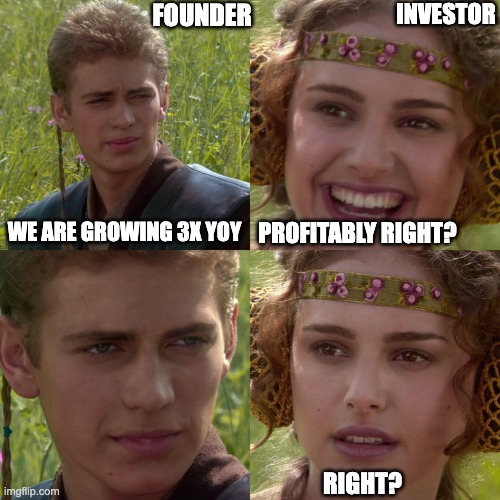 FOUNDER
INVESTOR
WE ARE GROWING 3X YOY
PROFITABLY RIGHT?
RIGHT?
imgflip.com